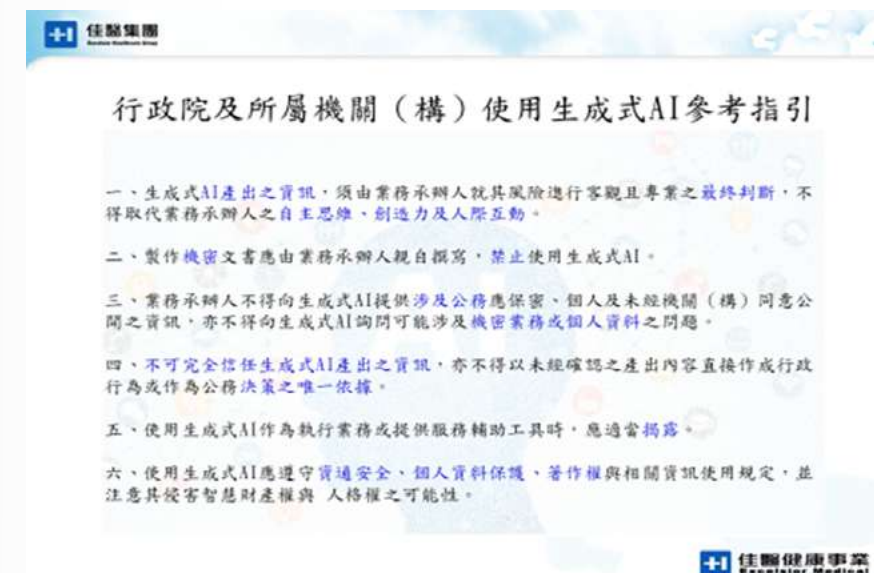 佳醫集團
Excelsior Healthcare Group
行政院及所屬機關（構）使用生成式AI參考指引
一、生成式AI產出之資訊，須由業務承辦人就其風險進行客觀且專業之最終判斷，不
得取代業務承辦人之自主思維、創造力及人際互動。
二、製作機密文書應由業務承辦人親自撰寫，禁止使用生成式AI。
三、業務承辦人不得向生成式AI提供涉及公務應保密、個人及未經機關（構）同意公
開之資訊，亦不得向生成式AI詢問可能涉及機密業務或個人資料之問題。
四、不可完全信任生成式AI產出之資訊，亦不得以未經確認之產出內容直接作成行政
行為或作為公務決策之唯一依據。
五、使用生成式AI作為執行業務或提供服務輔助工具時，應適當揭露。
六、使用生成式AI應遵守資通安全、個人資料保護、著作權與相關資訊使用規定，並
注意其侵害智慧財產權與 人格權之可能性。
AI
佳醫健康事業
Excelsior Medical